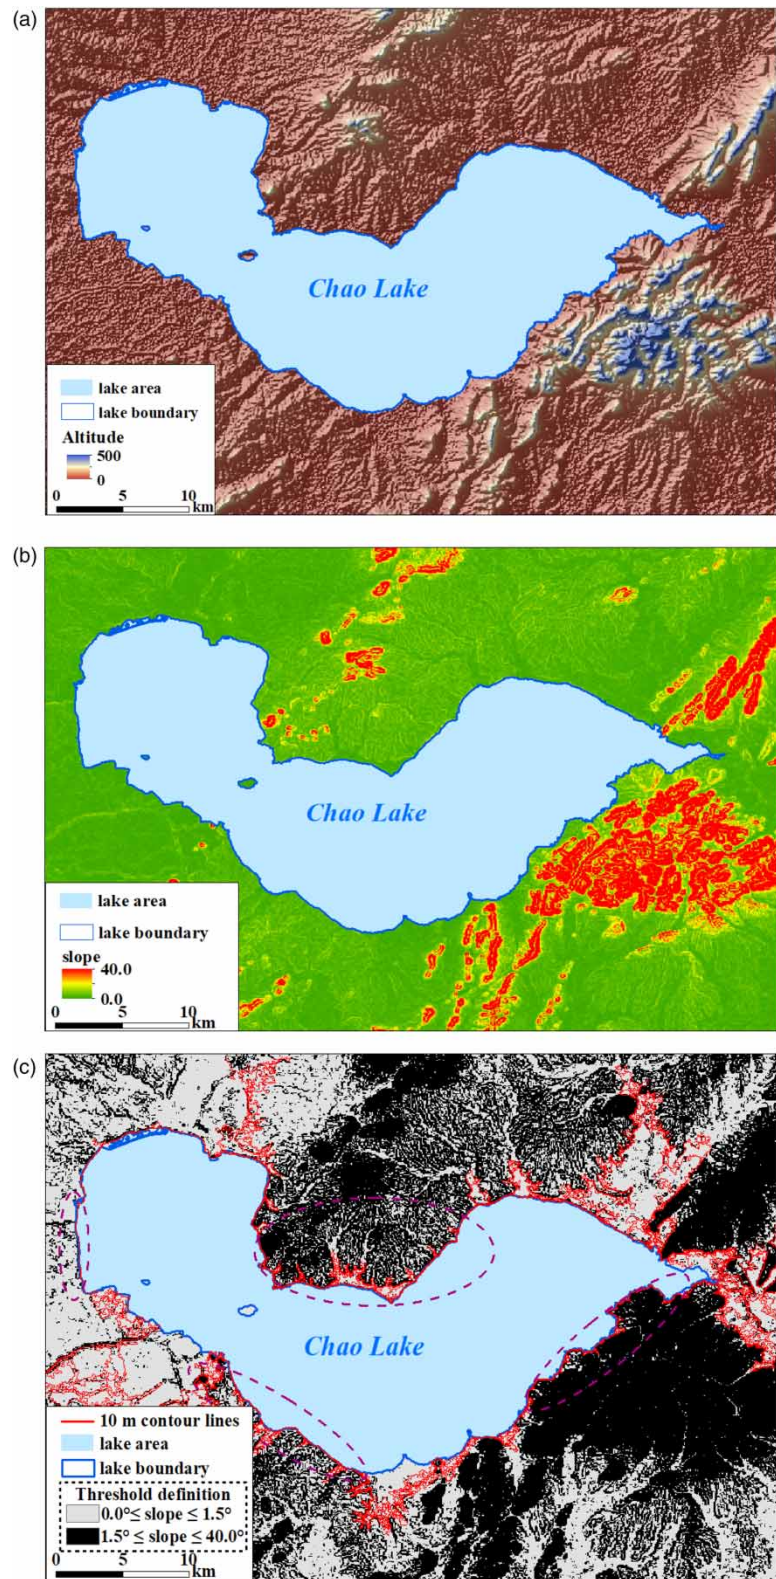 (a)
Chao Lake
lake area
lake boundary
Altitude
500
0
0 5 10
km
(b)
Chao Lake
lake area
lake boundary
slope
40.0
0.0
0 5 10
km
(c)
Chao Lake
10 m contour lines
lake area
lake boundary
Threshold definition
0.0°≤ slope ≤ 1.5°
1.5° ≤ slope ≤ 40.0°
0 5 10
km